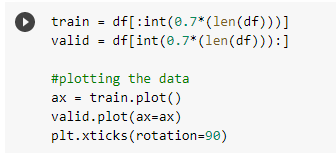 train = df[:int(0.7*(len(df)))]
valid = df[int(0.7*(len(df))):]
#plotting the data
ax = train.plot()
valid.plot(ax=ax)
plt.xticks(rotation=90)